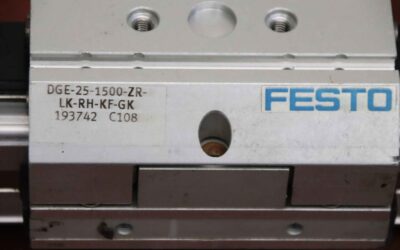 DGE-25-1500-ZR-
LK-RH-KF-GK
193742 C108
FESTO